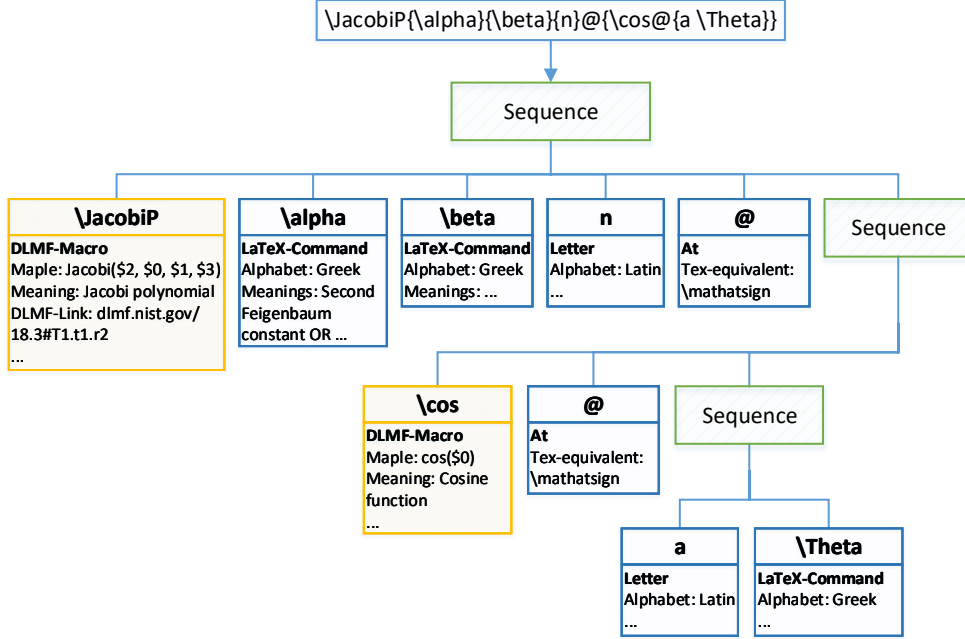 \JacobiP{\alpha}{\beta}{n}@{\cos@{a \Theta}}
Sequence
\JacobiP
DLMF-Macro
Maple: Jacobi($2, $0, $1, $3)
Meaning: Jacobi polynomial
DLMF-Link: dlmf.nist.gov/
18.3#T1.t1.r2
...
\alpha
LaTeX-Command
Alphabet: Greek
Meanings: Second
Feigenbaum
constant OR ...
\beta
LaTeX-Command
Alphabet: Greek
Meanings: ...
n
Letter
Alphabet: Latin
...
@
At
Tex-equivalent:
\mathatsign
Sequence
\cos
DLMF-Macro
Maple: cos($0)
Meaning: Cosine
function
...
@
At
Tex-equivalent:
\mathatsign
Sequence
a
Letter
Alphabet: Latin
...
\Theta
LaTeX-Command
Alphabet: Greek
...